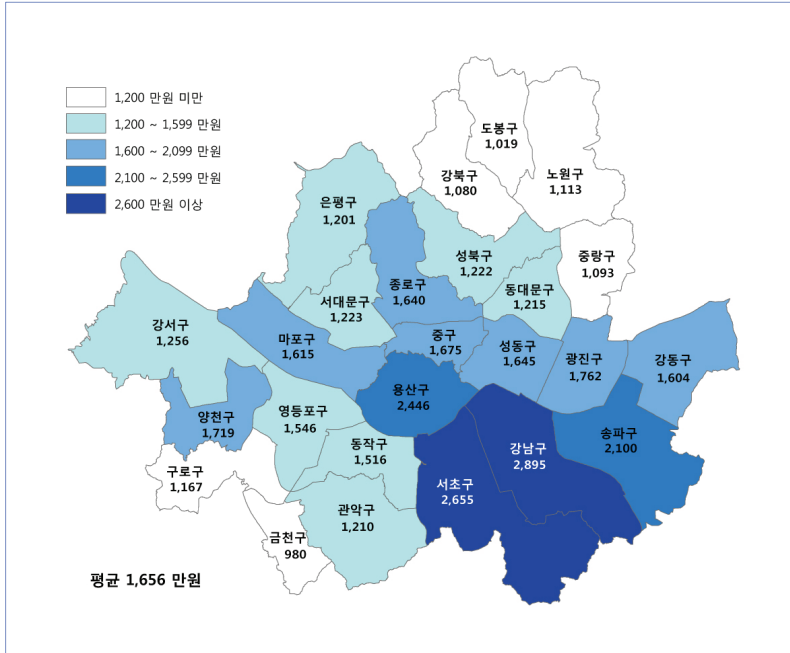 1,200 만원 미만
1,200 ~ 1,599 만원
1,600 ~ 2,099 만원
2,100 ~ 2,599 만원
2,600 만원 이상
도봉구
1,019
강북구
1,080
노원구
1,113
은평구
1,201
성북구
1,222
중랑구
1,093
종로구
1,640
동대문구
1,215
서대문구
1,223
강서구
1,256
마포구
1,615
중구
1,675
성동구
1,645
광진구
1,762
강동구
1,604
용산구
2,446
양천구
1,719
영등포구
1,546
동작구
1,516
강남구
2,895
송파구
2,100
구로구
1,167
서초구
2,655
관악구
1,210
금천구
980
평균 1,656 만원